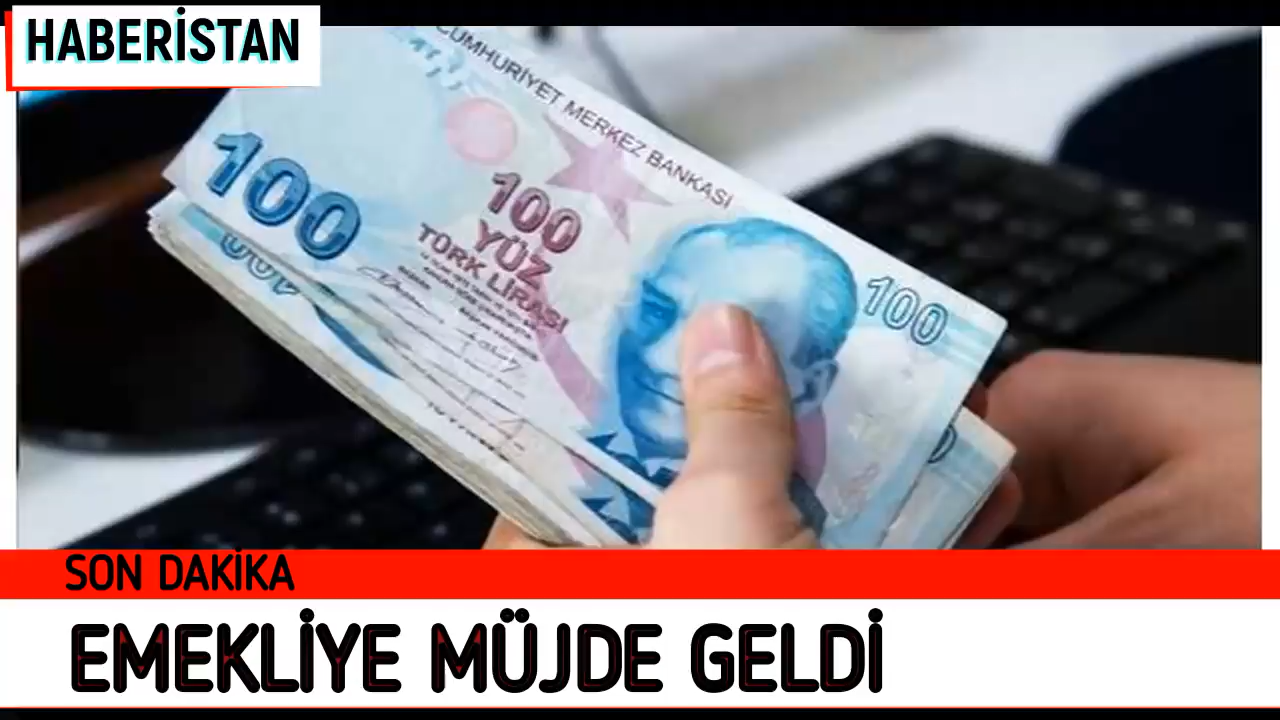 HABERİSTAN
CUMHURİYET MERKEZ BANKASI
100
100
YÜZ
TÜRK LİRASI
100
100
SON DAKİKA
EMEKLİYE MÜJDE GELDİ